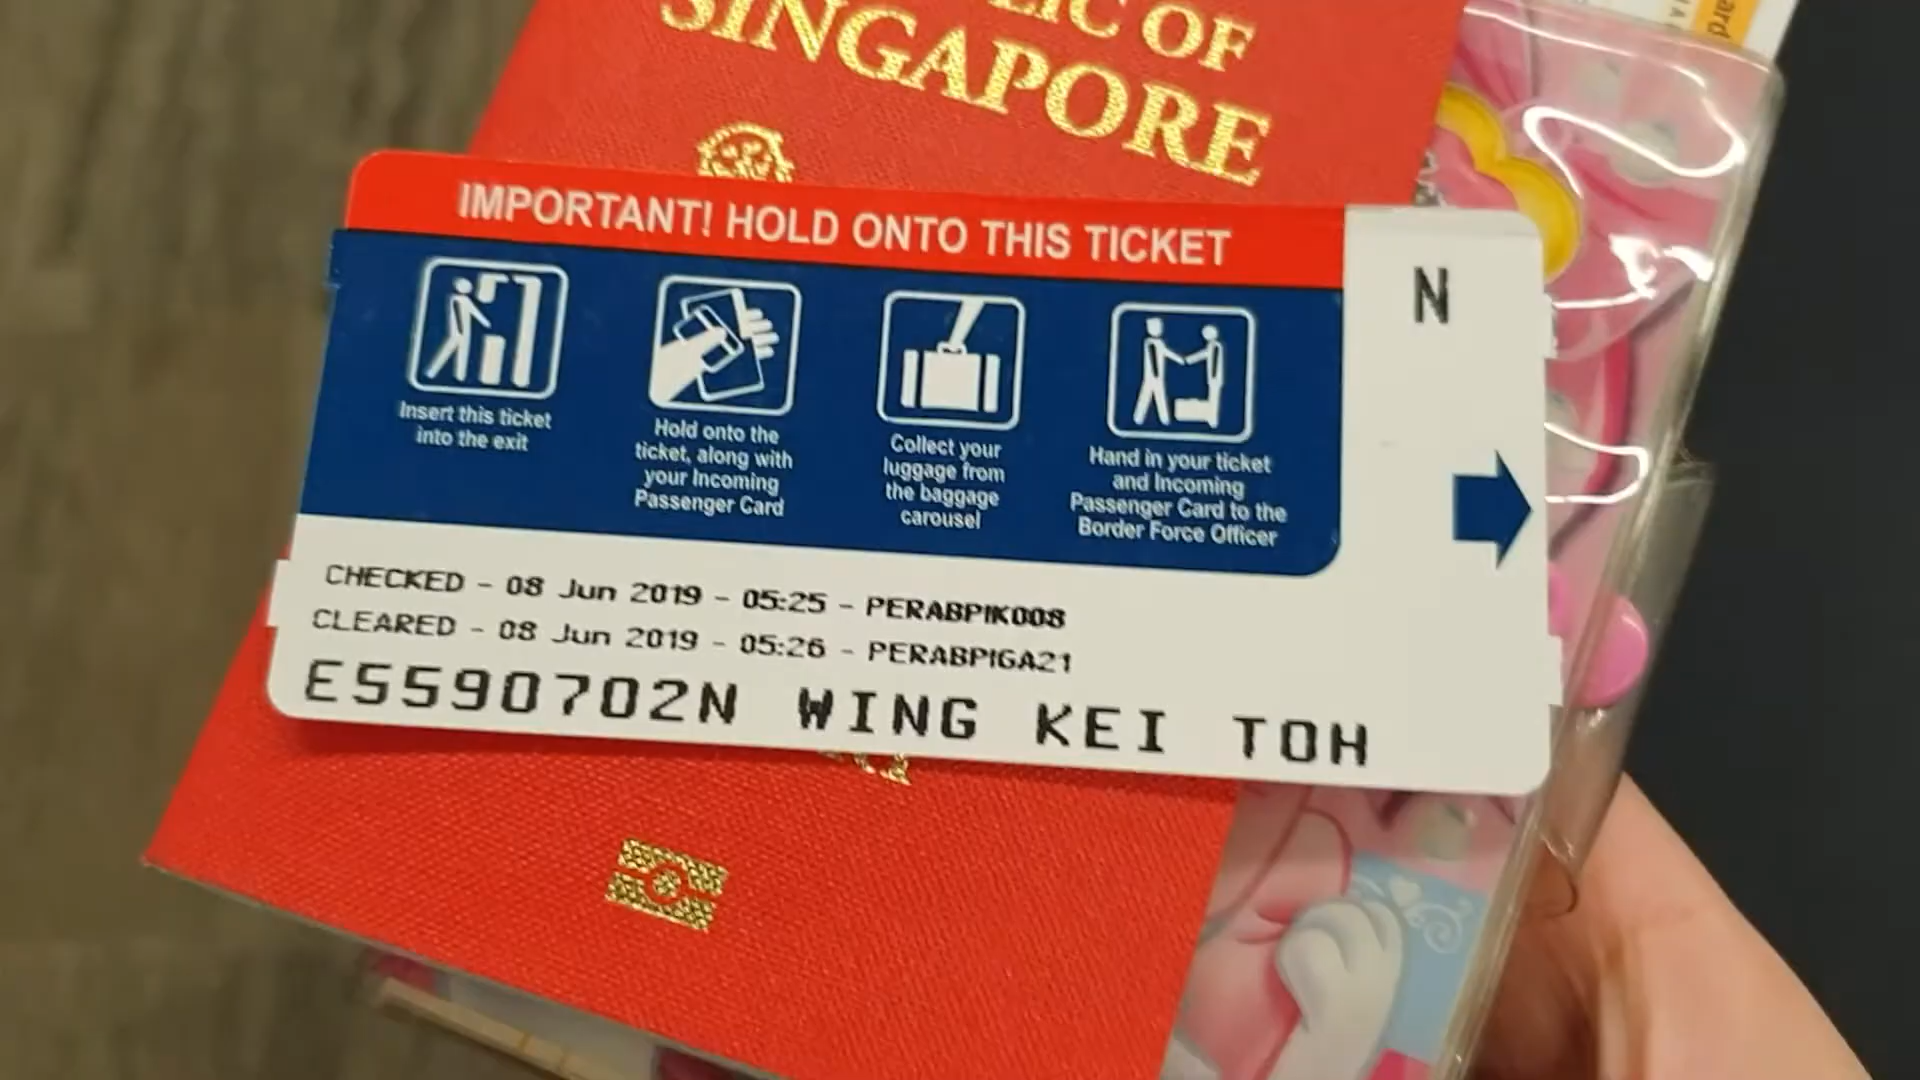 LIC OF
SINGAPORE
ard
IMPORTANT! HOLD ONTO THIS TICKET
N
Insert this ticket
into the exit
Hold onto the
ticket, along with
your Incoming
Passenger Card
Collect your
luggage from
the baggage
carousel
Hand in your ticket
and Incoming
Passenger Card to the
Border Force Officer
CHECKED - 08 Jun 2019 - 05:25 - PERABPIK008
CLEARED - 08 Jun 2019 - 05:26 - PERABPIGA21
E5590702N WING KEI TOH